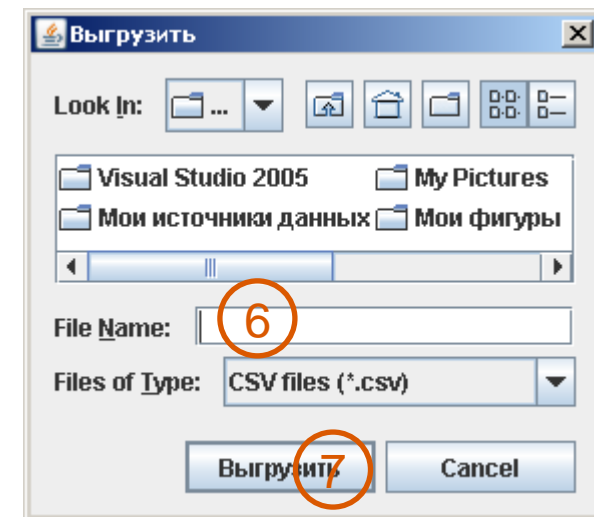 Выгрузить
Look In: ...
Visual Studio 2005 My Pictures
Мои источники данных Мои фигуры
File Name: 6
Files of Type: CSV files (*.csv)
Выгрузить 7 Cancel